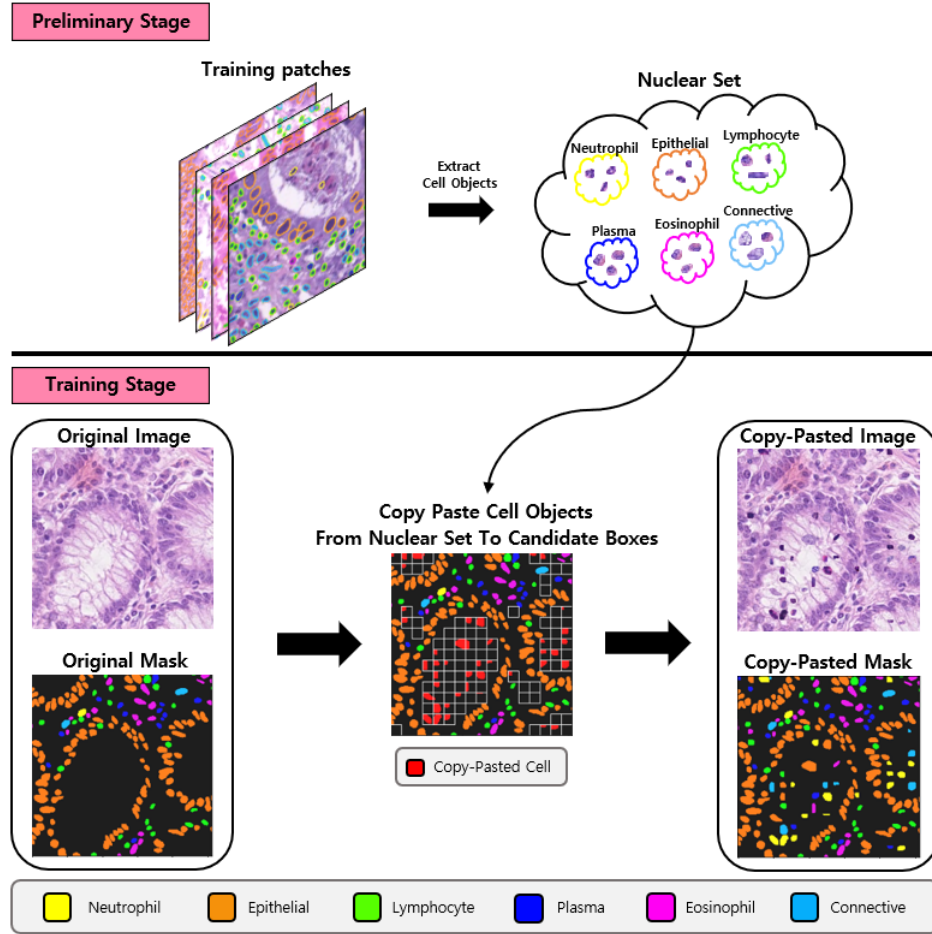 Preliminary Stage
Training patches
Nuclear Set
Extract
Cell Objects
Neutrophil
Epithelial
Lymphocyte
Plasma
Eosinophil
Connective
Training Stage
Original Image
Copy-Pasted Image
Copy Paste Cell Objects
From Nuclear Set To Candidate Boxes
Original Mask
Copy-Pasted Mask
Copy-Pasted Cell
Neutrophil
Epithelial
Lymphocyte
Plasma
Eosinophil
Connective